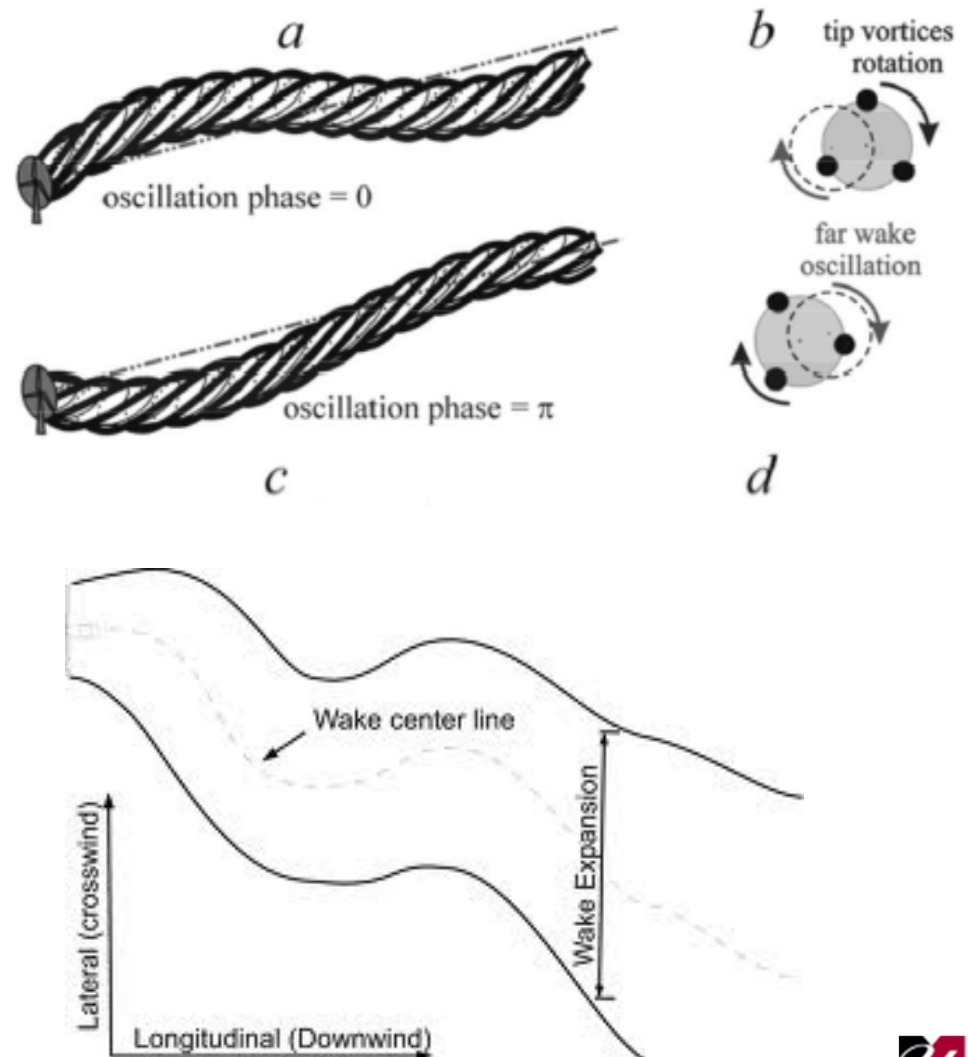 a
b
tip vortices
rotation
oscillation phase = 0
far wake
oscillation
oscillation phase = π
c
d
Wake center line
Wake Expansion
Lateral (crosswind)
Longitudinal (Downwind)